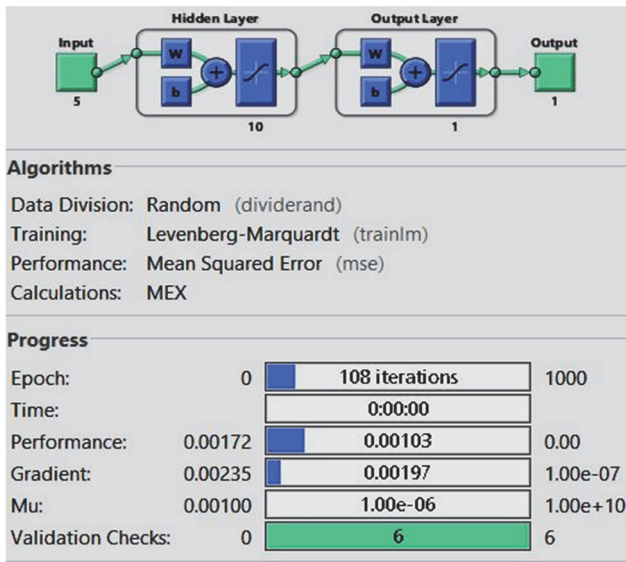 Hidden Layer Output Layer
Input Output
W W
b b
5 1
10 1
Algorithms
Data Division: Random (dividerand)
Training: Levenberg-Marquardt (trainlm)
Performance: Mean Squared Error (mse)
Calculations: MEX
Progress
Epoch: 0 108 iterations 1000
Time: 0:00:00
Performance: 0.00172 0.00103 0.00
Gradient: 0.00235 0.00197 1.00e-07
Mu: 0.00100 1.00e-06 1.00e+10
Validation Checks: 0 6 6